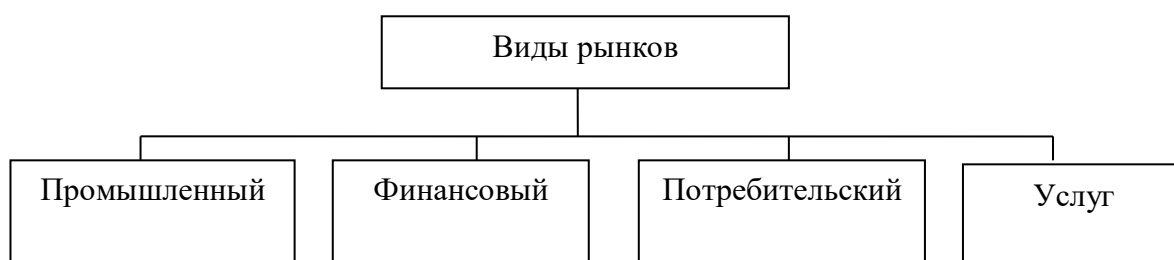 Виды рынков
Промышленный
Финансовый
Потребительский
Услуг